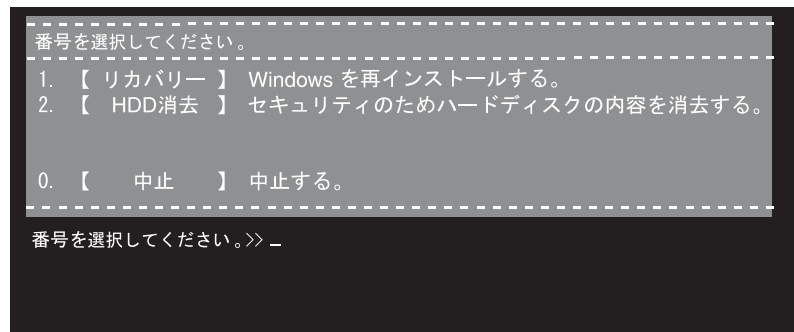 番号を選択してください。
1. 【 リカバリー 】 Windows を再インストールする。
2. 【 HDD消去 】 セキュリティのためハードディスクの内容を消去する。
0. 【 中止 】 中止する。
番号を選択してください。>> _